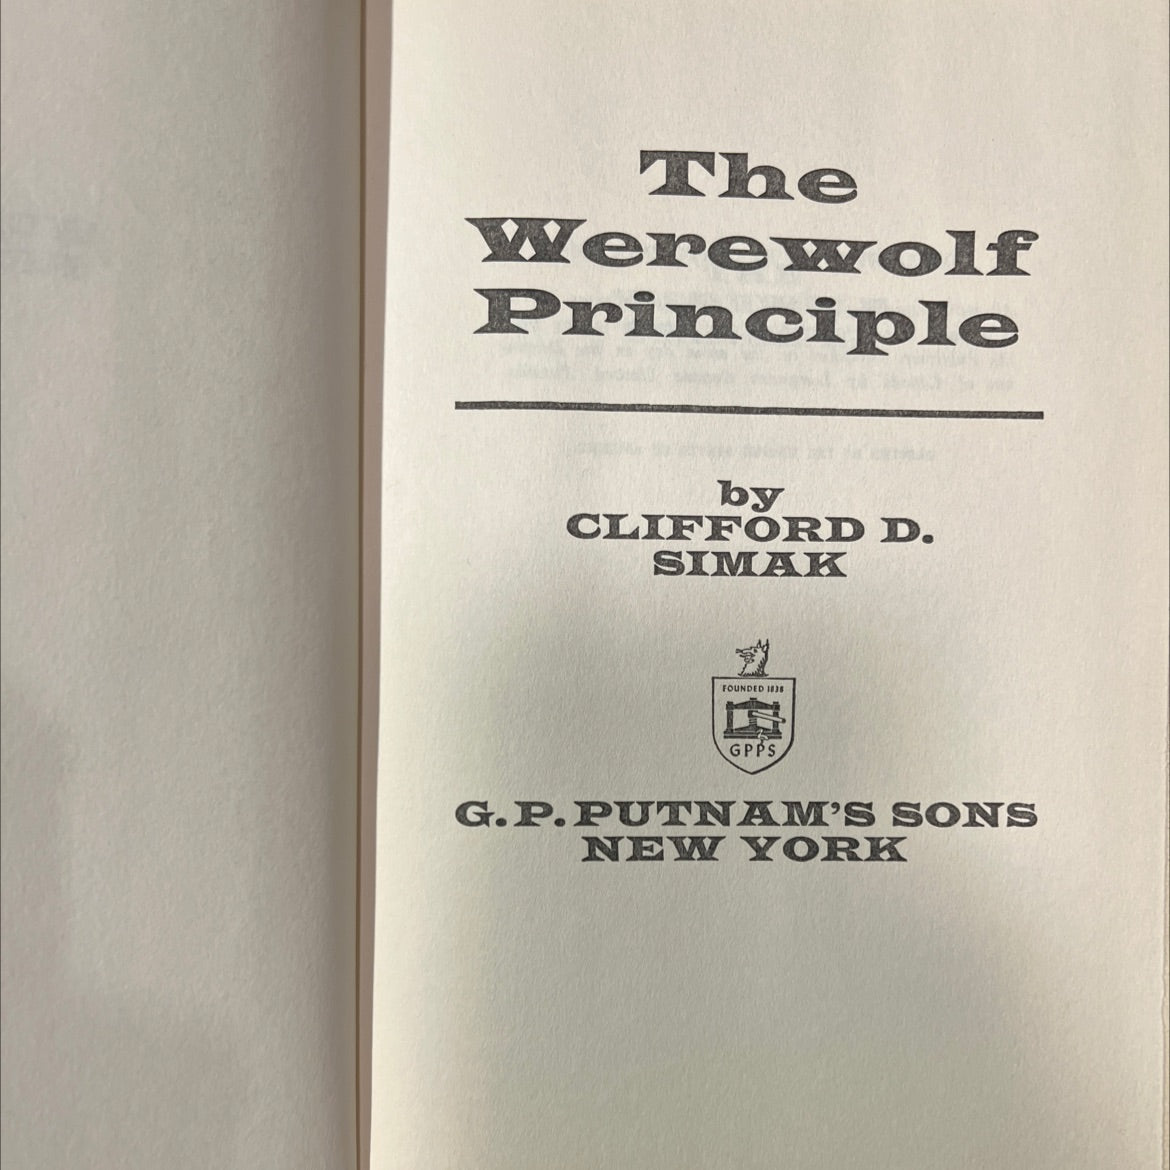 The
Werewolf
Principle
by
CLIFFORD D.
SIMAK
FOUNDED 1838
GPPS
G. P. PUTNAM'S SONS
NEW YORK